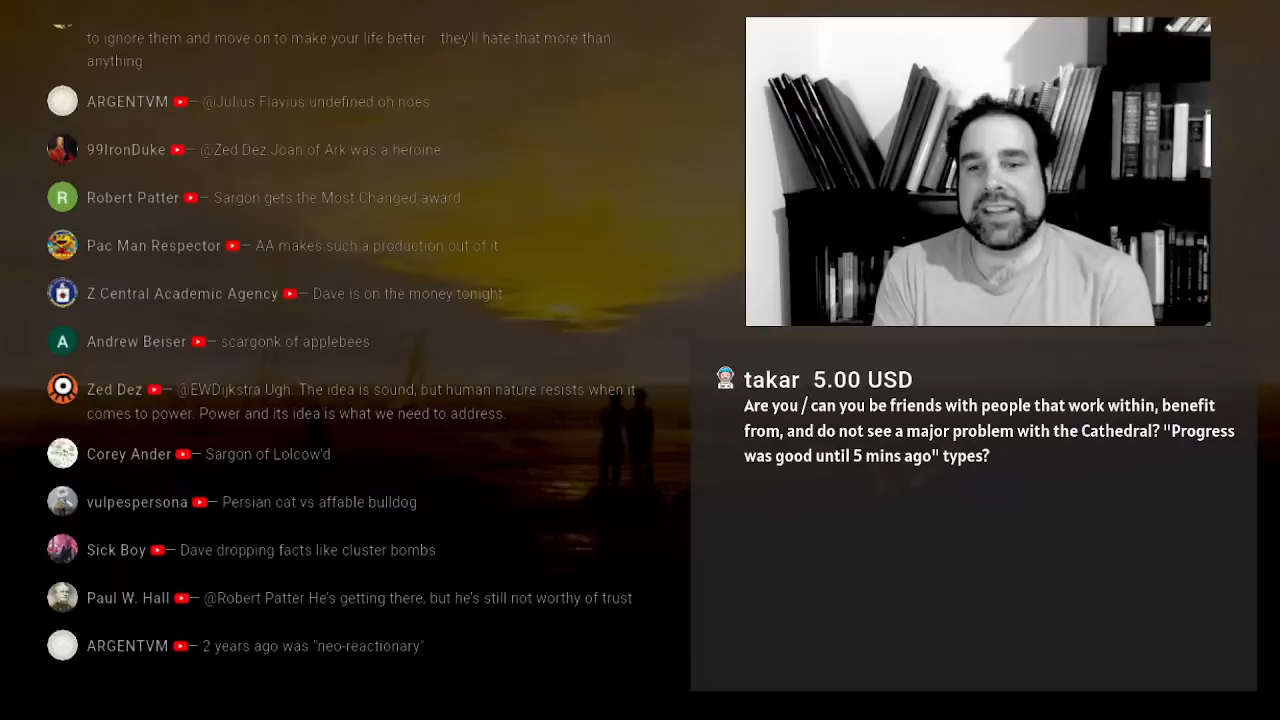 to ignore them and move on to make your life better they'll hate that more than
anything
ARGENTVM — @Julius Flavius undefined oh noes
99IronDuke — @Zed Dez Joan of Ark was a heroine
R Robert Patter — Sargon gets the Most Changed award
Pac Man Respector — AA makes such a production out of it
Z Central Academic Agency — Dave is on the money tonight
A Andrew Beiser — scargonk of applebees
Zed Dez — @EWDijkstra Ugh. The idea is sound, but human nature resists when it
comes to power. Power and its idea is what we need to address.
Corey Ander — Sargon of Lolcow'd
vulpespersona — Persian cat vs affable bulldog
Sick Boy — Dave dropping facts like cluster bombs
Paul W. Hall — @Robert Patter He's getting there, but he's still not worthy of trust
ARGENTVM — 2 years ago was "neo-reactionary"
takar 5.00 USD
Are you / can you be friends with people that work within, benefit
from, and do not see a major problem with the Cathedral? "Progress
was good until 5 mins ago" types?